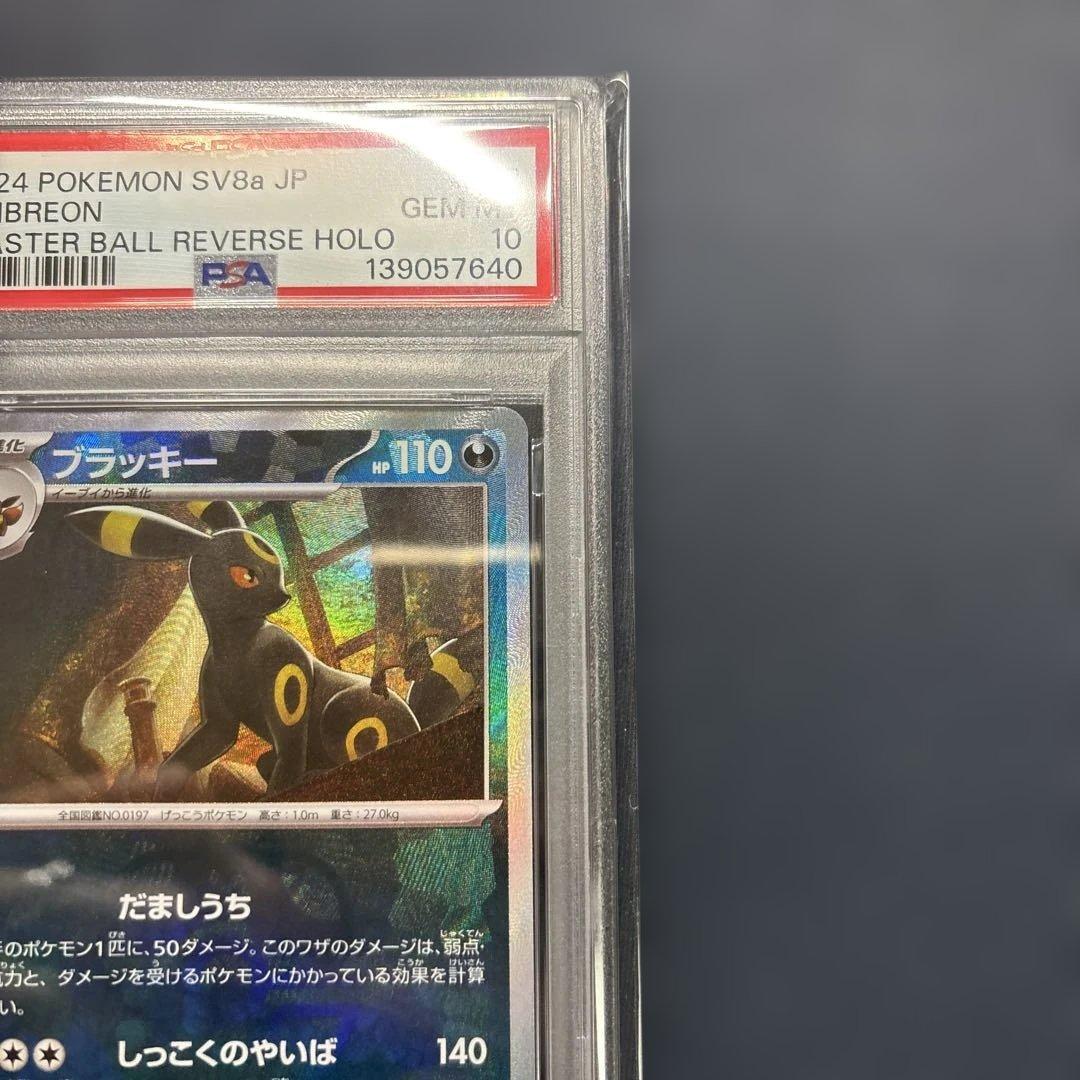 24 POKEMON SV8a JP
MBREON
GEM M
ASTER BALL REVERSE HOLO
10
PSA
139057640
進化
ブラッキー
HP110
イーブイから進化
全国図鑑NO.0197 げっこうポケモン 高さ:1.0m 重さ:27.0kg
だましうち
のポケモン1匹に、50ダメージ。このワザのダメージは、弱点・
力と、ダメージを受けるポケモンにかかっている効果を計算
い。
しっこくのやいば 140